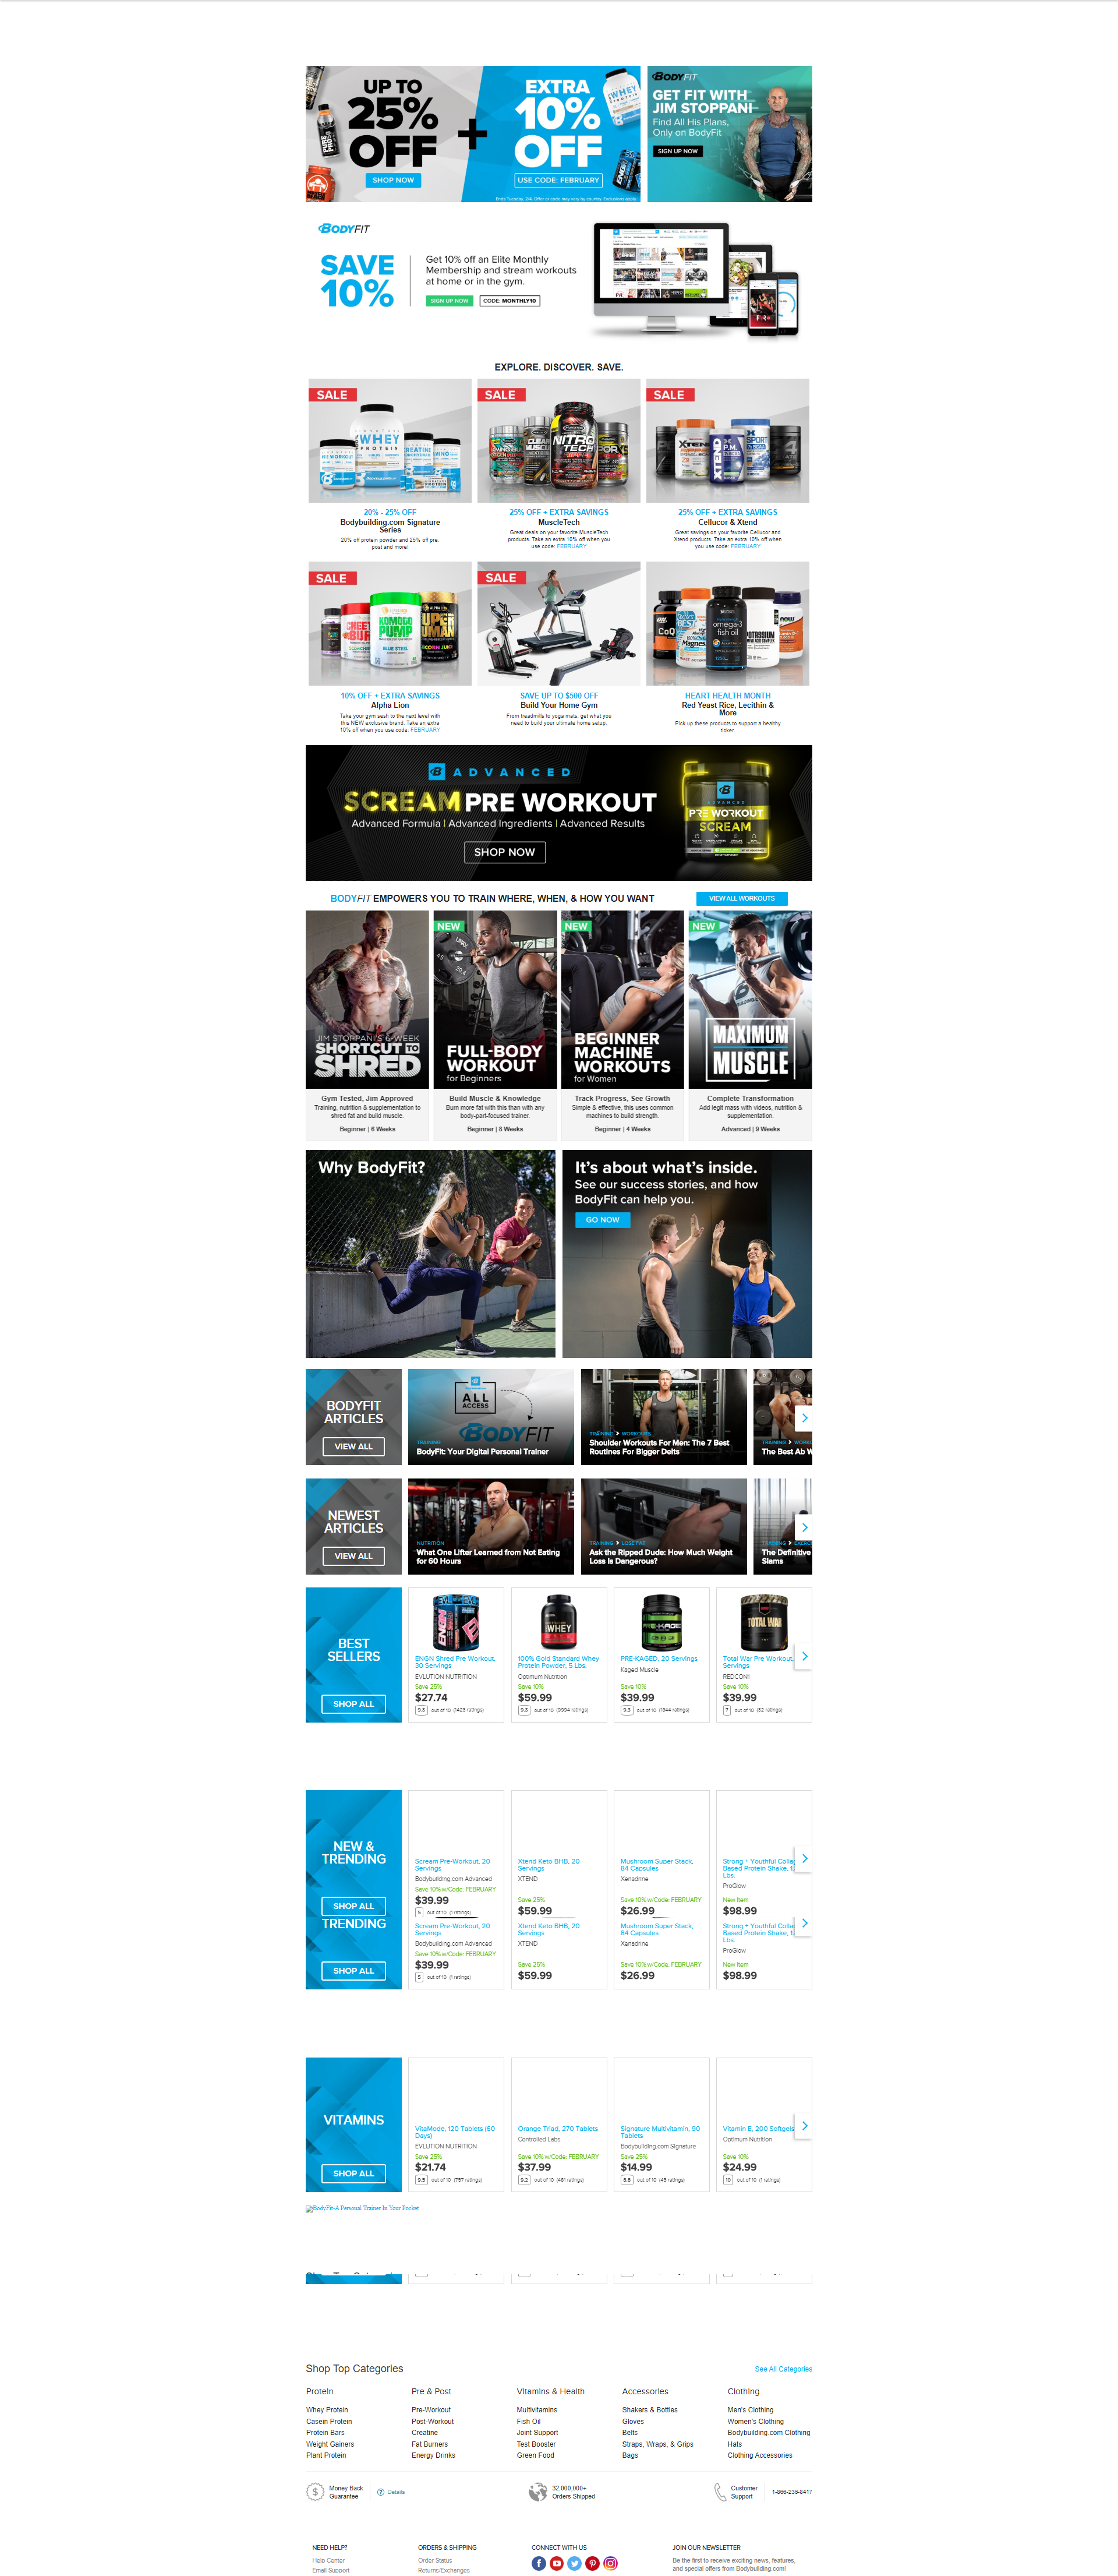 UP TO
25%
OFF
SHOP NOW
+
EXTRA
10%
OFF
USE CODE: FEBRUARY
Ends Tuesday, 2/4. Offer or code may vary by country. Exclusions apply.
BODYFIT
GET FIT WITH
JIM STOPPANI
Find All His Plans,
Only on BodyFit
SIGN UP NOW
BODYFIT
SAVE
10%
Get 10% off an Elite Monthly
Membership and stream workouts
at home or in the gym.
SIGN UP NOW
CODE: MONTHLY10
EXPLORE. DISCOVER. SAVE.
SALE
SALE
SALE
20% - 25% OFF
Bodybuilding.com Signature
Series
20% off protein powder and 25% off pre,
post and more!
25% OFF + EXTRA SAVINGS
MuscleTech
Great deals on your favorite MuscleTech
products. Take an extra 10% off when you
use code: FEBRUARY
25% OFF + EXTRA SAVINGS
Cellucor & Xtend
Great savings on your favorite Cellucor and
Xtend products. Take an extra 10% off when
you use code: FEBRUARY
SALE
SALE
10% OFF + EXTRA SAVINGS
Alpha Lion
Take your gym sesh to the next level with
this NEW exclusive brand. Take an extra
10% off when you use code: FEBRUARY
SAVE UP TO $500 OFF
Build Your Home Gym
From treadmills to yoga mats, get what you
need to build your ultimate home setup.
HEART HEALTH MONTH
Red Yeast Rice, Lecithin &
More
Pick up these products to support a healthy
ticker.
B ADVANCED
SCREAM PRE WORKOUT
Advanced Formula | Advanced Ingredients | Advanced Results
SHOP NOW
ADVANCED
PRE WORKOUT
SCREAM
BODYFIT EMPOWERS YOU TO TRAIN WHERE, WHEN, & HOW YOU WANT
VIEW ALL WORKOUTS
JIM STOPPANI'S 6-WEEK
SHORTCUT TO
SHRED
Gym Tested, Jim Approved
Training, nutrition & supplementation to
shred fat and build muscle.
Beginner | 6 Weeks
NEW
FULL-BODY
WORKOUT
for Beginners
Build Muscle & Knowledge
Burn more fat with this than with any
body-part-focused trainer.
Beginner | 8 Weeks
NEW
BEGINNER
MACHINE
WORKOUTS
for Women
Track Progress, See Growth
Simple & effective, this uses common
machines to build strength.
Beginner | 4 Weeks
NEW
MAXIMUM
MUSCLE
Complete Transformation
Add legit mass with videos, nutrition &
supplementation.
Advanced | 9 Weeks
Why BodyFit?
It's about what's inside.
See our success stories, and how
BodyFit can help you.
GO NOW
BODYFIT
ARTICLES
VIEW ALL
ALL
ACCESS
BODYFIT
TRAINING
BodyFit: Your Digital Personal Trainer
TRAINING > WORKOUTS
Shoulder Workouts For Men: The 7 Best
Routines For Bigger Delts
TRAINING > WORKO
The Best Ab W
NEWEST
ARTICLES
VIEW ALL
NUTRITION
What One Lifter Learned from Not Eating
for 60 Hours
TRAINING > LOSE FAT
Ask the Ripped Dude: How Much Weight
Loss Is Dangerous?
TRAINING > EXERCI
The Definitive
Slams
BEST
SELLERS
SHOP ALL
ENGN Shred Pre Workout,
30 Servings
EVLUTION NUTRITION
Save 25%
$27.74
9.3 out of 10 (1423 ratings)
100% Gold Standard Whey
Protein Powder, 5 Lbs.
Optimum Nutrition
Save 10%
$59.99
9.3 out of 10 (9994 ratings)
PRE-KAGED, 20 Servings
Kaged Muscle
Save 10%
$39.99
9.3 out of 10 (1844 ratings)
Total War Pre Workout,
Servings
REDCON1
Save 10%
$39.99
7 out of 10 (32 ratings)
NEW &
TRENDING
SHOP ALL
Scream Pre-Workout, 20
Servings
Bodybuilding.com Advanced
Save 10% w/Code: FEBRUARY
$39.99
5 out of 10 (1 ratings)
Xtend Keto BHB, 20
Servings
XTEND
Save 25%
$59.99
Mushroom Super Stack,
84 Capsules
Xenadrine
Save 10% w/Code: FEBRUARY
$26.99
Strong + Youthful Collag
Based Protein Shake, 1.
Lbs.
ProGlow
New Item
$98.99
TRENDING
SHOP ALL
Scream Pre-Workout, 20
Servings
Bodybuilding.com Advanced
Save 10% w/Code: FEBRUARY
$39.99
5 out of 10 (1 ratings)
Xtend Keto BHB, 20
Servings
XTEND
Save 25%
$59.99
Mushroom Super Stack,
84 Capsules
Xenadrine
Save 10% w/Code: FEBRUARY
$26.99
Strong + Youthful Collag
Based Protein Shake, 1.
Lbs.
ProGlow
New Item
$98.99
VITAMINS
SHOP ALL
VitaMode, 120 Tablets (60
Days)
EVLUTION NUTRITION
Save 25%
$21.74
9.5 out of 10 (757 ratings)
Orange Triad, 270 Tablets
Controlled Labs
Save 10% w/Code: FEBRUARY
$37.99
9.2 out of 10 (481 ratings)
Signature Multivitamin, 90
Tablets
Bodybuilding.com Signature
Save 25%
$14.99
8.8 out of 10 (45 ratings)
Vitamin E, 200 Softgels
Optimum Nutrition
Save 10%
$24.99
10 out of 10 (1 ratings)
BodyFit-A Personal Trainer In Your Pocket
Shop Top Categories
See All Categories
Protein
Whey Protein
Casein Protein
Protein Bars
Weight Gainers
Plant Protein
Pre & Post
Pre-Workout
Post-Workout
Creatine
Fat Burners
Energy Drinks
Vitamins & Health
Multivitamins
Fish Oil
Joint Support
Test Booster
Green Food
Accessories
Shakers & Bottles
Gloves
Belts
Straps, Wraps, & Grips
Bags
Clothing
Men's Clothing
Women's Clothing
Bodybuilding.com Clothing
Hats
Clothing Accessories
Money Back
Guarantee
Details
32,000,000+
Orders Shipped
Customer
Support
1-866-236-8417
NEED HELP?
Help Center
Email Support
ORDERS & SHIPPING
Order Status
Returns/Exchanges
CONNECT WITH US
JOIN OUR NEWSLETTER
Be the first to receive exciting news, features,
and special offers from Bodybuilding.com!